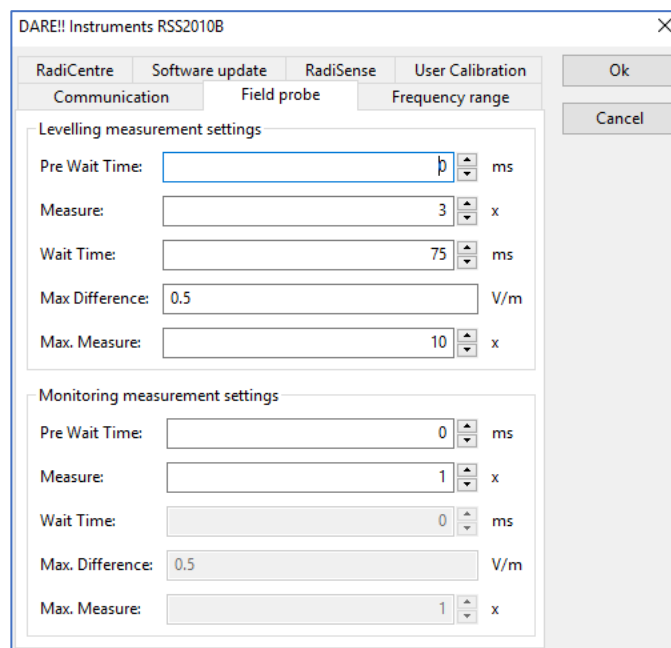 DARE!! Instruments RSS2010B
RadiCentre Software update RadiSense User Calibration
Communication Field probe Frequency range
Ok
Cancel
Levelling measurement settings
Pre Wait Time: 0 ms
Measure: 3 x
Wait Time: 75 ms
Max Difference: 0.5 V/m
Max. Measure: 10 x
Monitoring measurement settings
Pre Wait Time: 0 ms
Measure: 1 x
Wait Time: 0 ms
Max. Difference: 0.5 V/m
Max. Measure: 1 x